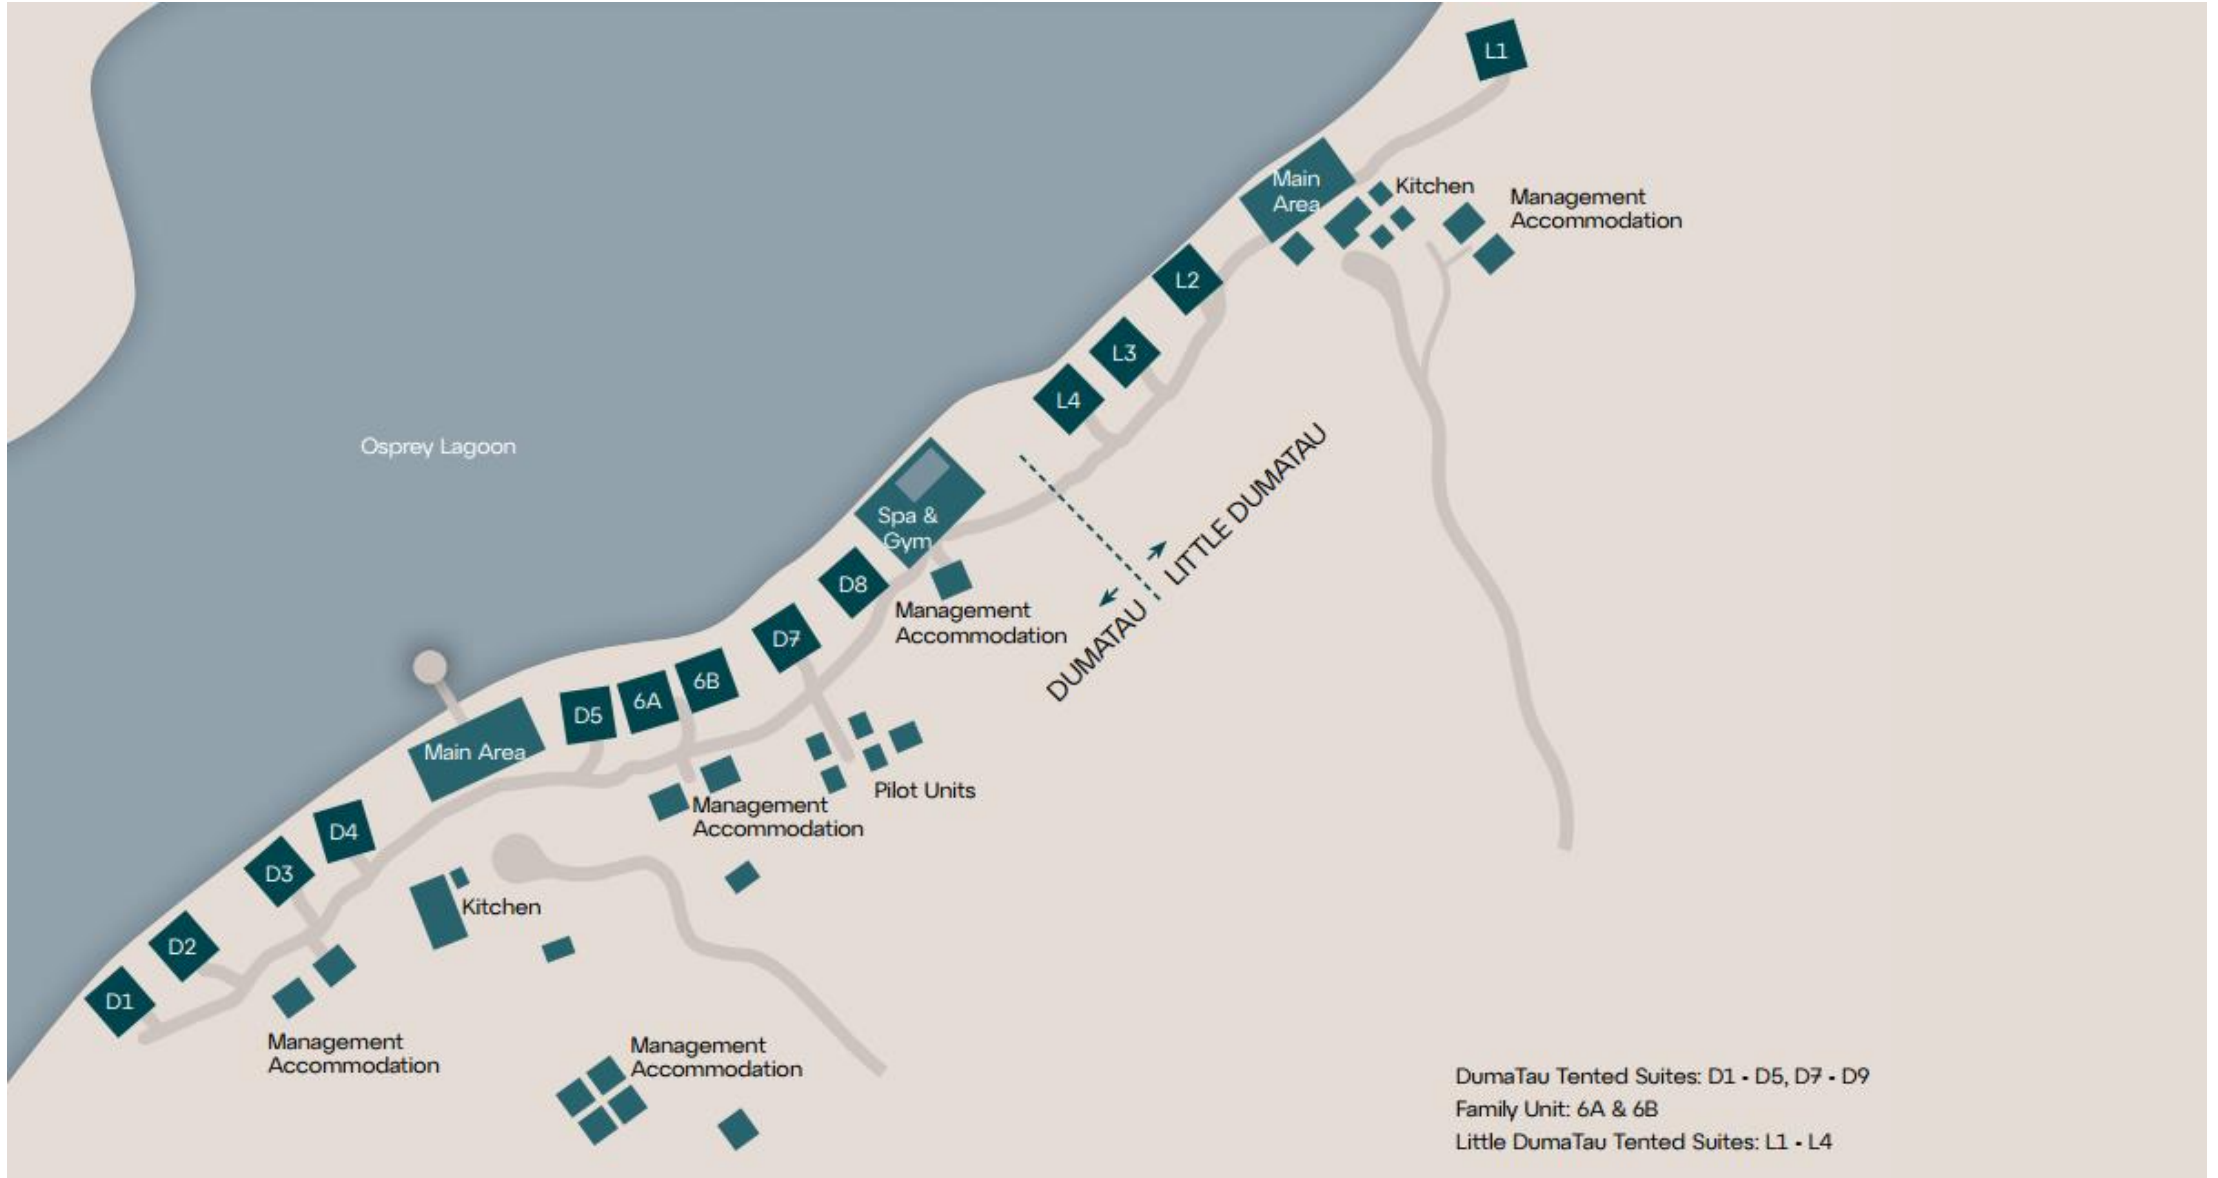 L1
Main
Area
Kitchen
Management
Accommodation
L2
L3
L4
Osprey Lagoon
Spa &
Gym
LITTLE DUMATAU
DUMATAU
D8
Management
Accommodation
D7
6B
6A
D5
Main Area
Pilot Units
Management
Accommodation
D4
D3
Kitchen
D2
D1
Management
Accommodation
Management
Accommodation
DumaTau Tented Suites: D1 - D5, D7 - D9
Family Unit: 6A & 6B
Little DumaTau Tented Suites: L1 - L4